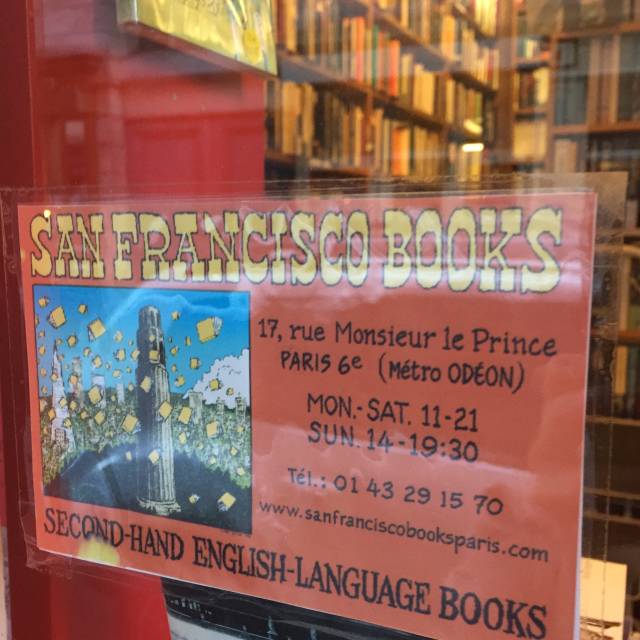 SAN FRANCISCO BOOKS
17, rue Monsieur le Prince
PARIS 6e (Métro ODÉON)
MON.-SAT. 11-21
SUN. 14-19:30
Tél.: 01 43 29 15 70
www.sanfranciscobooksparis.com
SECOND-HAND ENGLISH-LANGUAGE BOOKS